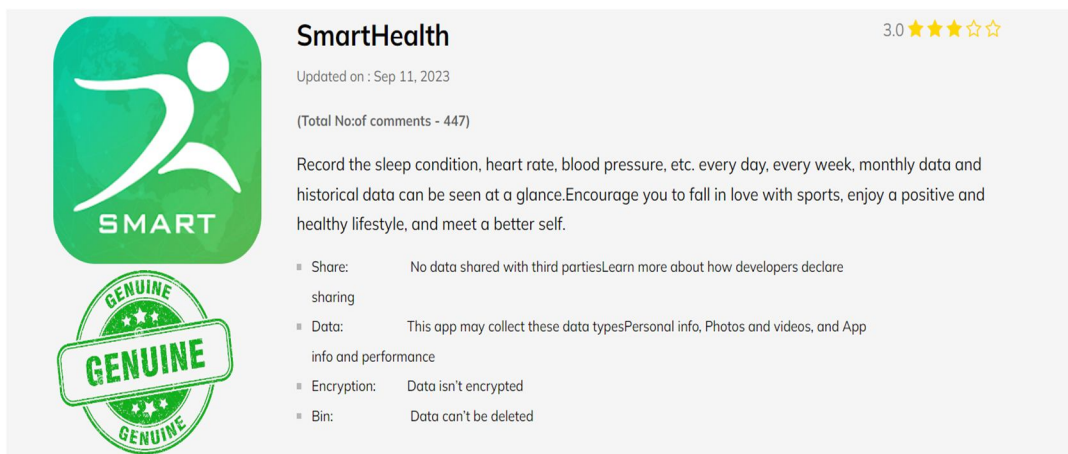 SmartHealth
3.0
Updated on : Sep 11, 2023
(Total No:of comments - 447)
Record the sleep condition, heart rate, blood pressure, etc. every day, every week, monthly data and
historical data can be seen at a glance.Encourage you to fall in love with sports, enjoy a positive and
healthy lifestyle, and meet a better self.
SMART
Share: No data shared with third partiesLearn more about how developers declare
sharing
Data: This app may collect these data typesPersonal info, Photos and videos, and App
info and performance
Encryption: Data isn't encrypted
Bin: Data can't be deleted
GENUINE
GENUINE
GENUINE